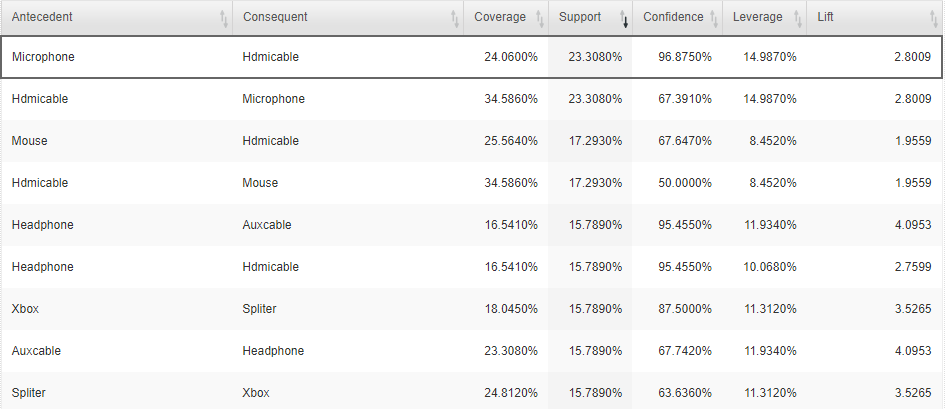 Antecedent Consequent Coverage Support Confidence Leverage Lift
Microphone Hdmicable 24.0600% 23.3080% 96.8750% 14.9870% 2.8009
Hdmicable Microphone 34.5860% 23.3080% 67.3910% 14.9870% 2.8009
Mouse Hdmicable 25.5640% 17.2930% 67.6470% 8.4520% 1.9559
Hdmicable Mouse 34.5860% 17.2930% 50.0000% 8.4520% 1.9559
Headphone Auxcable 16.5410% 15.7890% 95.4550% 11.9340% 4.0953
Headphone Hdmicable 16.5410% 15.7890% 95.4550% 10.0680% 2.7599
Xbox Spliter 18.0450% 15.7890% 87.5000% 11.3120% 3.5265
Auxcable Headphone 23.3080% 15.7890% 67.7420% 11.9340% 4.0953
Spliter Xbox 24.8120% 15.7890% 63.6360% 11.3120% 3.5265